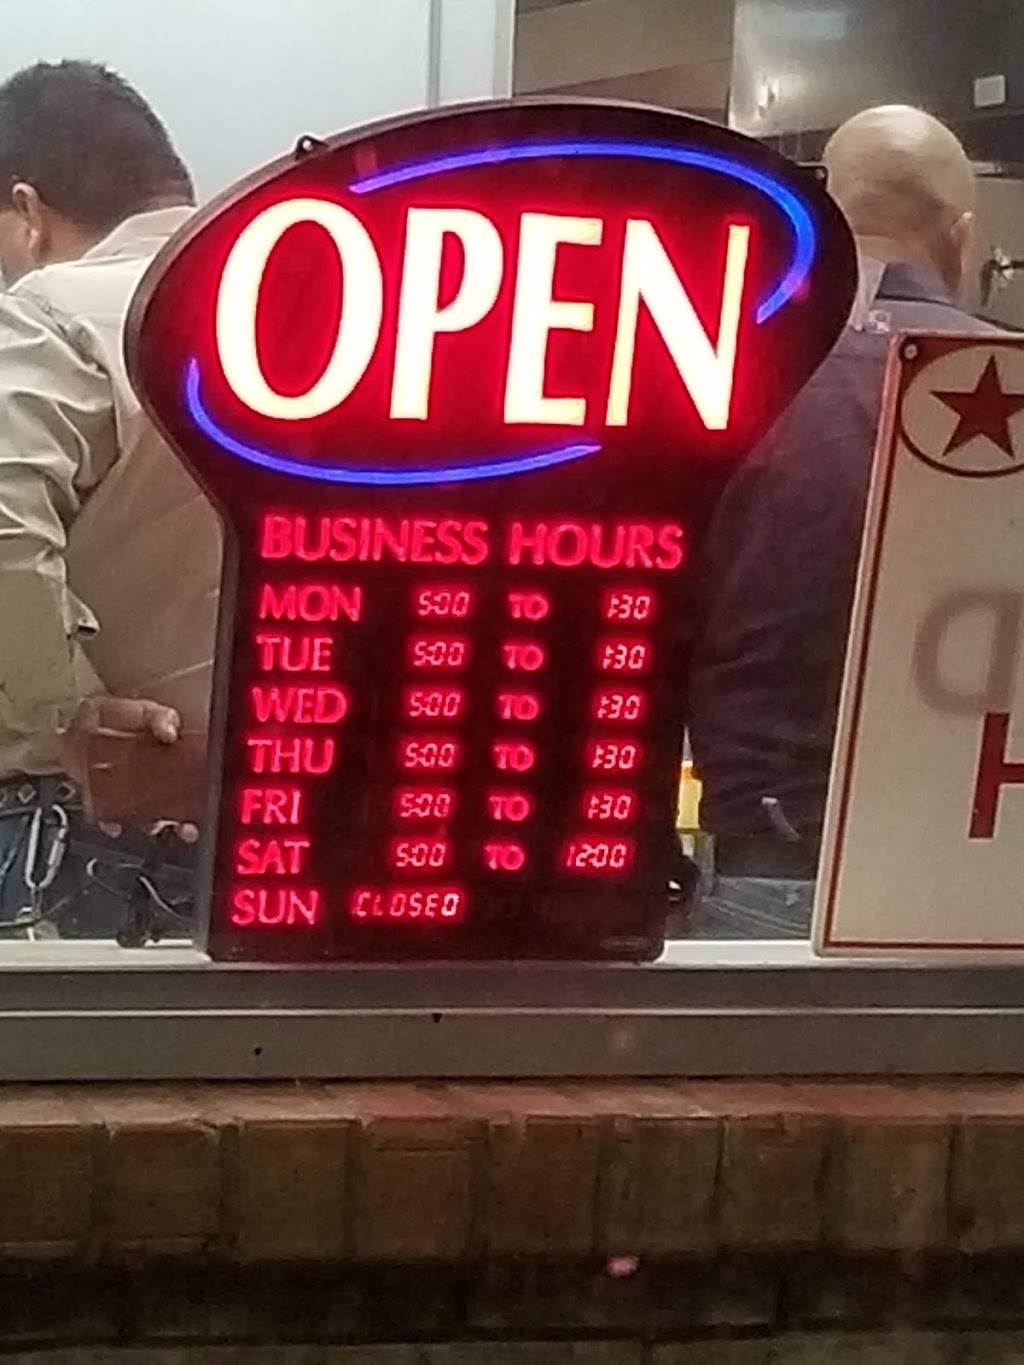 OPEN
BUSINESS HOURS
MON 5:00 TO 1:30
TUE 5:00 TO 1:30
WED 5:00 TO 1:30
THU 5:00 TO 1:30
FRI 5:00 TO 1:30
SAT 5:00 TO 12:00
SUN CLOSED
H